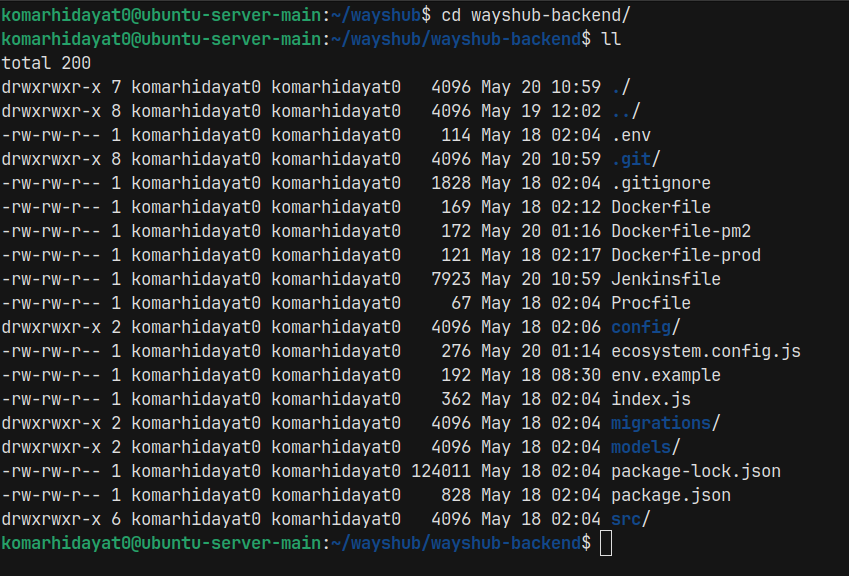 komarhidayat0@ubuntu-server-main:~/wayshub$ cd wayshub-backend/
komarhidayat0@ubuntu-server-main:~/wayshub/wayshub-backend$ ll
total 200
drwxrwxr-x 7 komarhidayat0 komarhidayat0   4096 May 20 10:59 ./
drwxrwxr-x 8 komarhidayat0 komarhidayat0   4096 May 19 12:02 ../
-rw-rw-r-- 1 komarhidayat0 komarhidayat0    114 May 18 02:04 .env
drwxrwxr-x 8 komarhidayat0 komarhidayat0   4096 May 20 10:59 .git/
-rw-rw-r-- 1 komarhidayat0 komarhidayat0   1828 May 18 02:04 .gitignore
-rw-rw-r-- 1 komarhidayat0 komarhidayat0    169 May 18 02:12 Dockerfile
-rw-rw-r-- 1 komarhidayat0 komarhidayat0    172 May 20 01:16 Dockerfile-pm2
-rw-rw-r-- 1 komarhidayat0 komarhidayat0    121 May 18 02:17 Dockerfile-prod
-rw-rw-r-- 1 komarhidayat0 komarhidayat0   7923 May 20 10:59 Jenkinsfile
-rw-rw-r-- 1 komarhidayat0 komarhidayat0     67 May 18 02:04 Procfile
drwxrwxr-x 2 komarhidayat0 komarhidayat0   4096 May 18 02:06 config/
-rw-rw-r-- 1 komarhidayat0 komarhidayat0    276 May 20 01:14 ecosystem.config.js
-rw-rw-r-- 1 komarhidayat0 komarhidayat0    192 May 18 08:30 env.example
-rw-rw-r-- 1 komarhidayat0 komarhidayat0    362 May 18 02:04 index.js
drwxrwxr-x 2 komarhidayat0 komarhidayat0   4096 May 18 02:04 migrations/
drwxrwxr-x 2 komarhidayat0 komarhidayat0   4096 May 18 02:04 models/
-rw-rw-r-- 1 komarhidayat0 komarhidayat0 124011 May 18 02:04 package-lock.json
-rw-rw-r-- 1 komarhidayat0 komarhidayat0    828 May 18 02:04 package.json
drwxrwxr-x 6 komarhidayat0 komarhidayat0   4096 May 18 02:04 src/
komarhidayat0@ubuntu-server-main:~/wayshub/wayshub-backend$